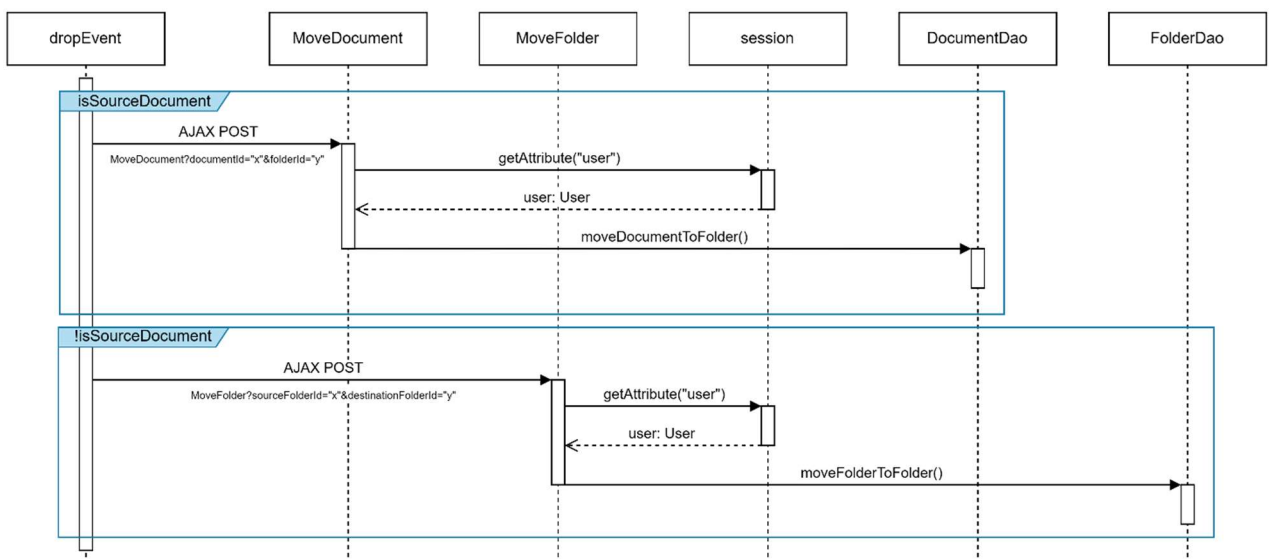 dropEvent
MoveDocument
MoveFolder
session
DocumentDao
FolderDao
isSourceDocument
AJAX POST
MoveDocument?documentId="x"&folderId="y"
getAttribute("user")
user: User
moveDocumentToFolder()
!isSourceDocument
AJAX POST
MoveFolder?sourceFolderId="x"&destinationFolderId="y"
getAttribute("user")
user: User
moveFolderToFolder()